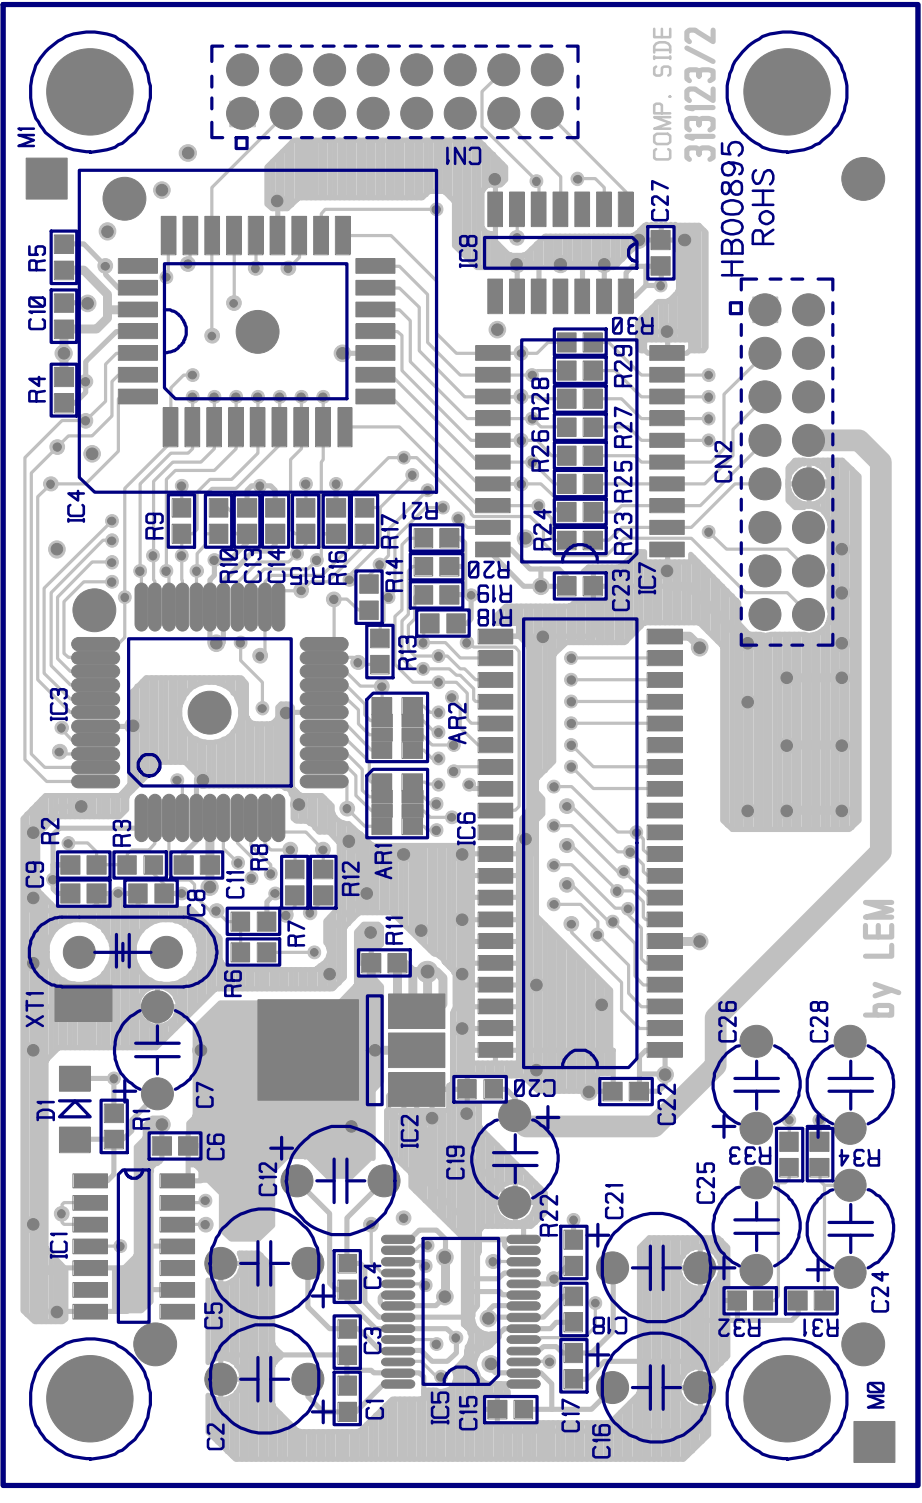 COMP. SIDE
313123/2
HB00895
RoHS
M1
CN1
C27
IC8
R5
C10
R4
R30
R29
R28
R27
R26
R25
R24
R23
CN2
IC4
R9
R10
C13
C14
R15
R16
R17
R21
R14
R20
R19
R18
C23
IC7
R13
IC3
AR2
AR1
IC6
R2
R3
C9
C8
C11
R8
R12
R7
R6
R11
XT1
C7
by LEM
C26
C28
D1
R1
C6
IC2
C20
C22
C19
C12
R33
R34
C25
IC1
R22
C21
C5
C4
C24
C3
C18
R32
R31
C2
C1
IC5
C15
C17
C16
M0